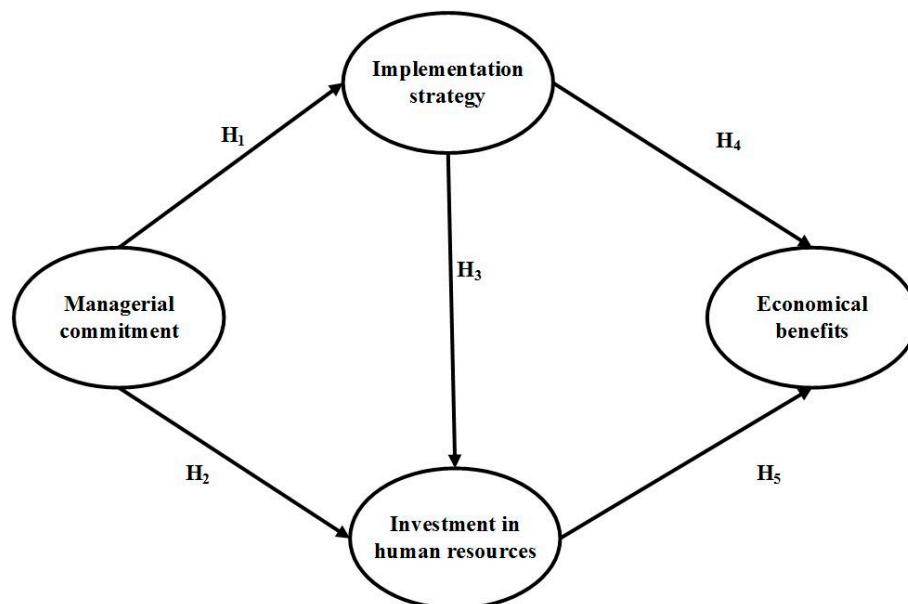 Implementation
strategy
H₁
H₄
H₃
Managerial
commitment
Economical
benefits
H₂
H₅
Investment in
human resources